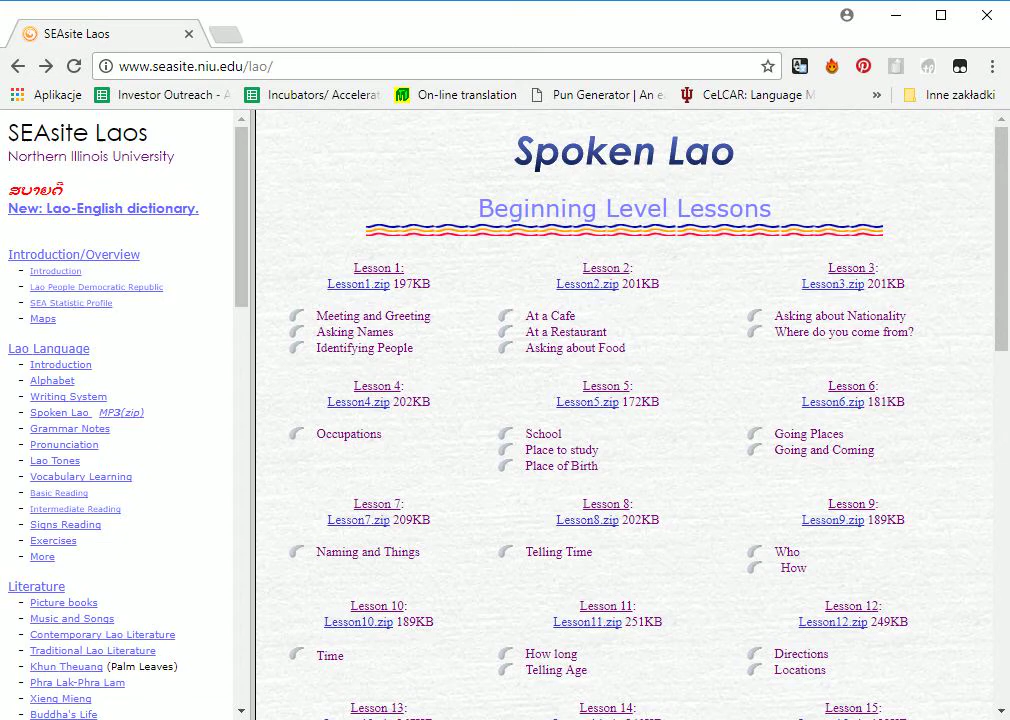 SEAsite Laos
www.seasite.niu.edu/lao/
Aplikacje
Investor Outreach -
Incubators/ Accelerat
On-line translation
Pun Generator | An e
CeLCAR: Language M
»
Inne zakładki
SEAsite Laos
Northern Illinois University
ສບາຍດີ
New: Lao-English dictionary.
Introduction/Overview
- Introduction
- Lao People Democratic Republic
- SEA Statistic Profile
- Maps
Lao Language
- Introduction
- Alphabet
- Writing System
- Spoken Lao MP3(zip)
- Grammar Notes
- Pronunciation
- Lao Tones
- Vocabulary Learning
- Basic Reading
- Intermediate Reading
- Signs Reading
- Exercises
- More
Literature
- Picture books
- Music and Songs
- Contemporary Lao Literature
- Traditional Lao Literature
- Khun Theuang (Palm Leaves)
- Phra Lak-Phra Lam
- Xieng Mieng
- Buddha's Life
Spoken Lao
Beginning Level Lessons
Lesson 1: Lesson 2: Lesson 3:
Lesson1.zip 197KB Lesson2.zip 201KB Lesson3.zip 201KB
Meeting and Greeting At a Cafe Asking about Nationality
Asking Names At a Restaurant Where do you come from?
Identifying People Asking about Food
Lesson 4: Lesson 5: Lesson 6:
Lesson4.zip 202KB Lesson5.zip 172KB Lesson6.zip 181KB
Occupations School Going Places
Place to study Going and Coming
Place of Birth
Lesson 7: Lesson 8: Lesson 9:
Lesson7.zip 209KB Lesson8.zip 202KB Lesson9.zip 189KB
Naming and Things Telling Time Who
How
Lesson 10: Lesson 11: Lesson 12:
Lesson10.zip 189KB Lesson11.zip 251KB Lesson12.zip 249KB
Time How long Directions
Telling Age Locations
Lesson 13: Lesson 14: Lesson 15: